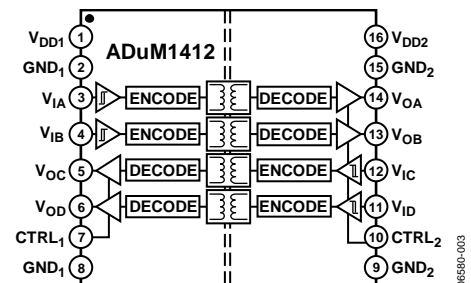 ADuM1412
VDD1 1 16 VDD2
GND1 2 15 GND2
VIA 3 ENCODE DECODE 14 VOA
VIB 4 ENCODE DECODE 13 VOB
VOC 5 DECODE ENCODE 12 VIC
VOD 6 DECODE ENCODE 11 VID
CTRL1 7 10 CTRL2
GND1 8 9 GND2
06580-003